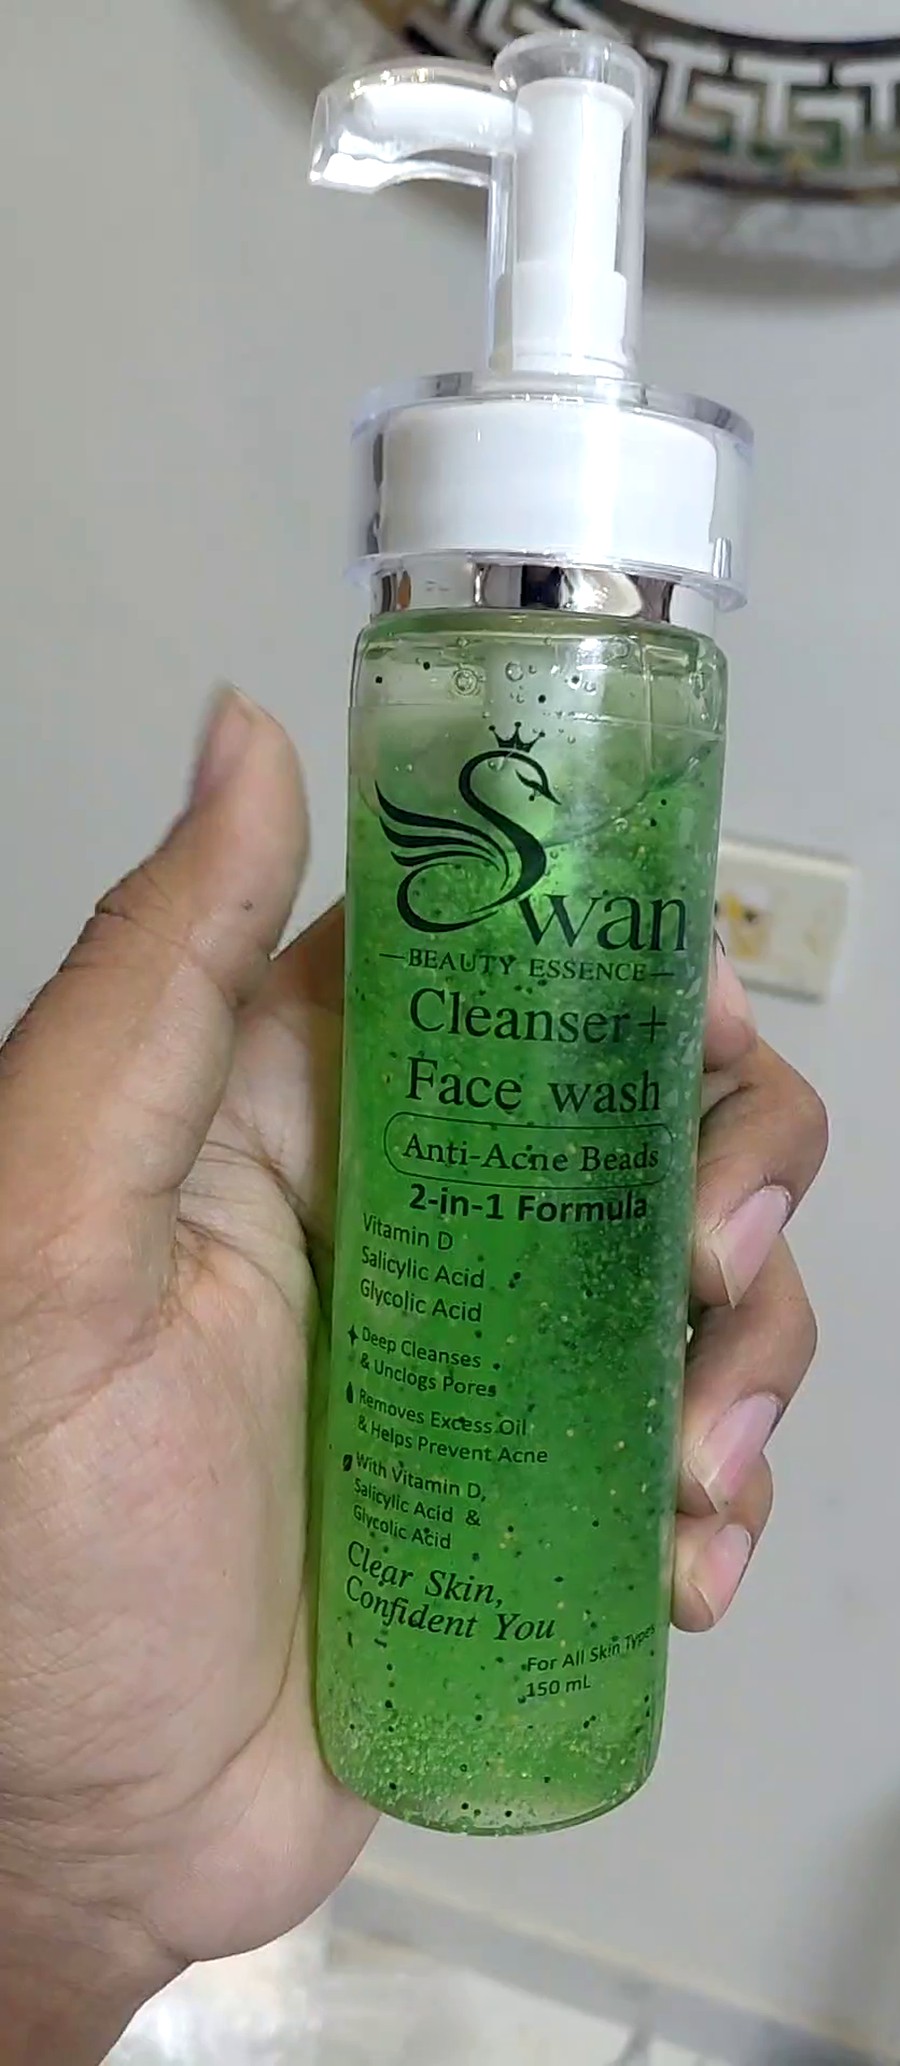 Swan
BEAUTY ESSENCE
Cleanser+
Face wash
Anti-Acne Beads
2-in-1 Formula
Vitamin D
Salicylic Acid
Glycolic Acid
Deep Cleanses
& Unclogs Pores
Removes Excess Oil
& Helps Prevent Acne
With Vitamin D,
Salicylic Acid &
Glycolic Acid
Clear Skin,
Confident You
For All Skin Types
150 mL